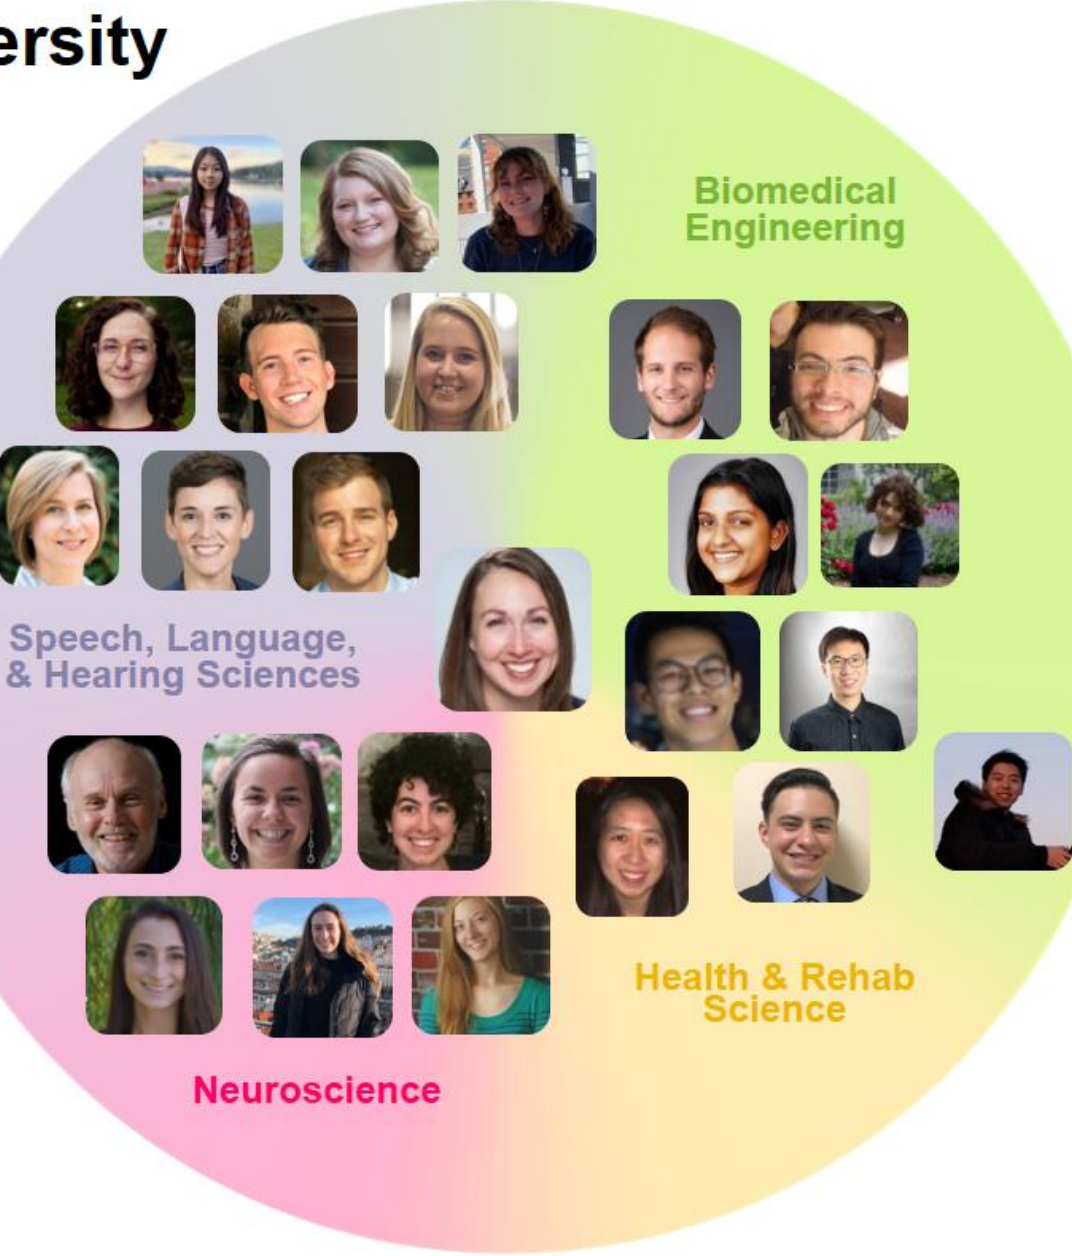 ersity
Biomedical
Engineering
Speech, Language,
& Hearing Sciences
Health & Rehab
Science
Neuroscience